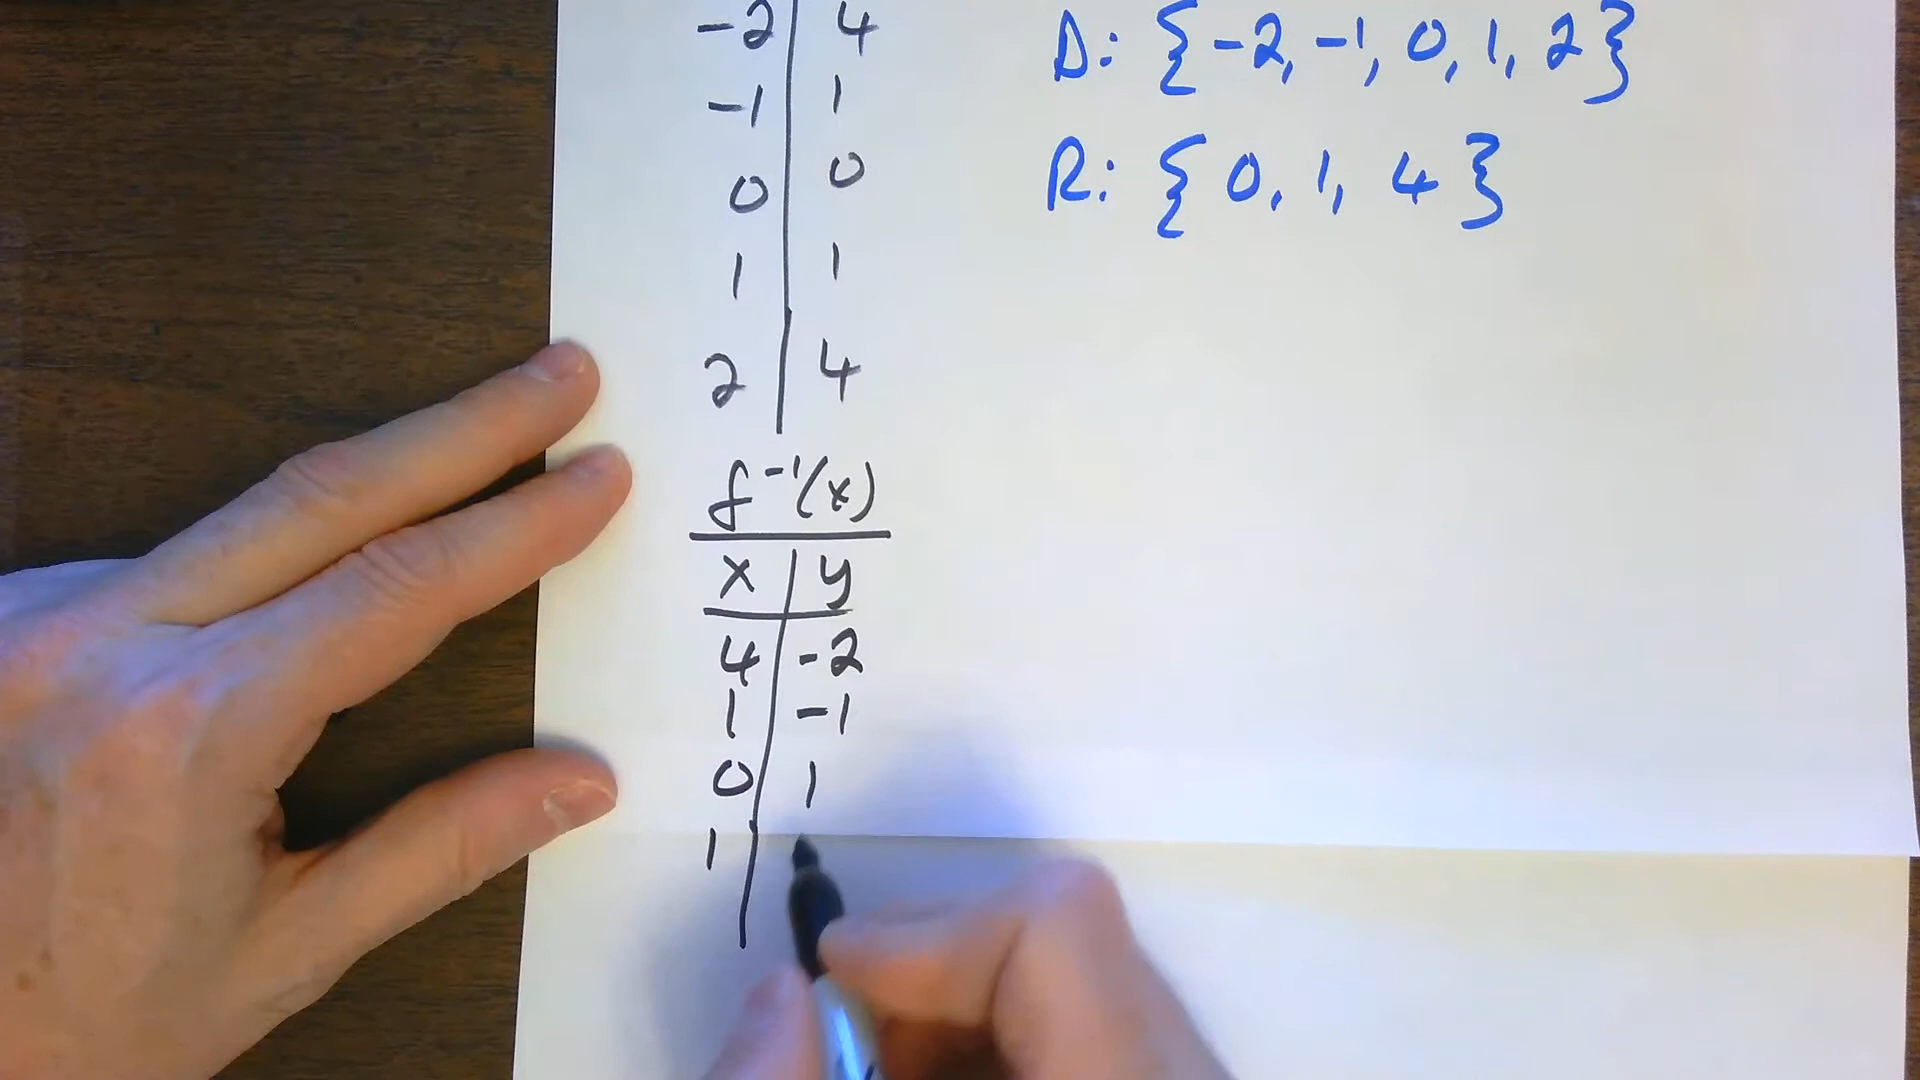 -2 4 D: {-2, -1, 0, 1, 2}
-1 1
0 0 R: {0, 1, 4}
1 1
2 4
f⁻¹(x)
x y
4 -2
1 -1
0 1
1